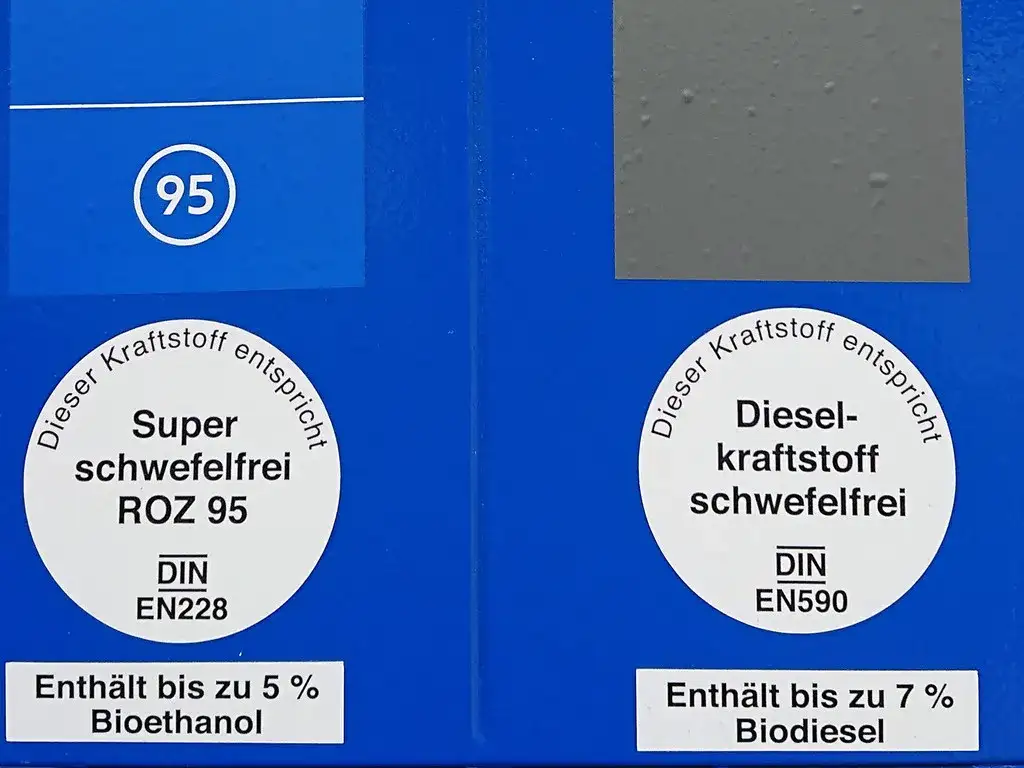 95
Dieser Kraftstoff entspricht
Super
schwefelfrei
ROZ 95
DIN
EN228
Enthält bis zu 5 %
Bioethanol
Dieser Kraftstoff entspricht
Diesel-
kraftstoff
schwefelfrei
DIN
EN590
Enthält bis zu 7 %
Biodiesel